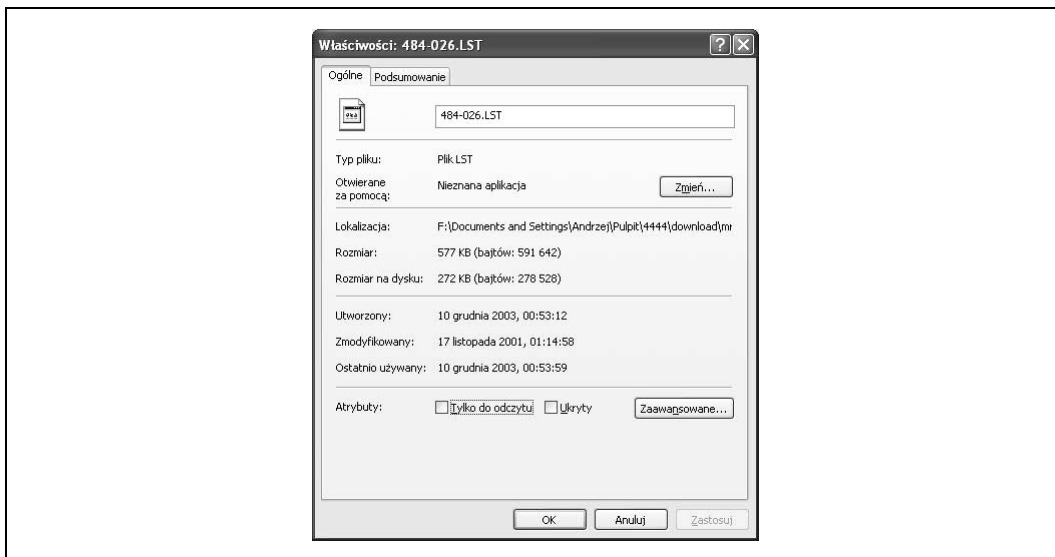 Właściwości: 484-026.LST
Ogólne Podsumowanie
484-026.LST
Typ pliku: Plik LST
Otwierane za pomocą: Nieznana aplikacja Zmień...
Lokalizacja: F:\Documents and Settings\Andrzej\Pulpit\4444\download\mr
Rozmiar: 577 KB (bajtów: 591 642)
Rozmiar na dysku: 272 KB (bajtów: 278 528)
Utworzony: 10 grudnia 2003, 00:53:12
Zmodyfikowany: 17 listopada 2001, 01:14:58
Ostatnio używany: 10 grudnia 2003, 00:53:59
Atrybuty: Tylko do odczytu Ukryty Zaawansowane...
OK Anuluj Zastosuj